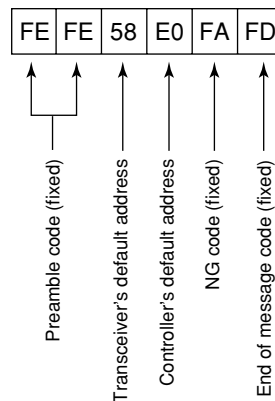 FE FE 58 E0 FA FD
Preamble code (fixed)
Transceiver's default address
Controller's default address
NG code (fixed)
End of message code (fixed)